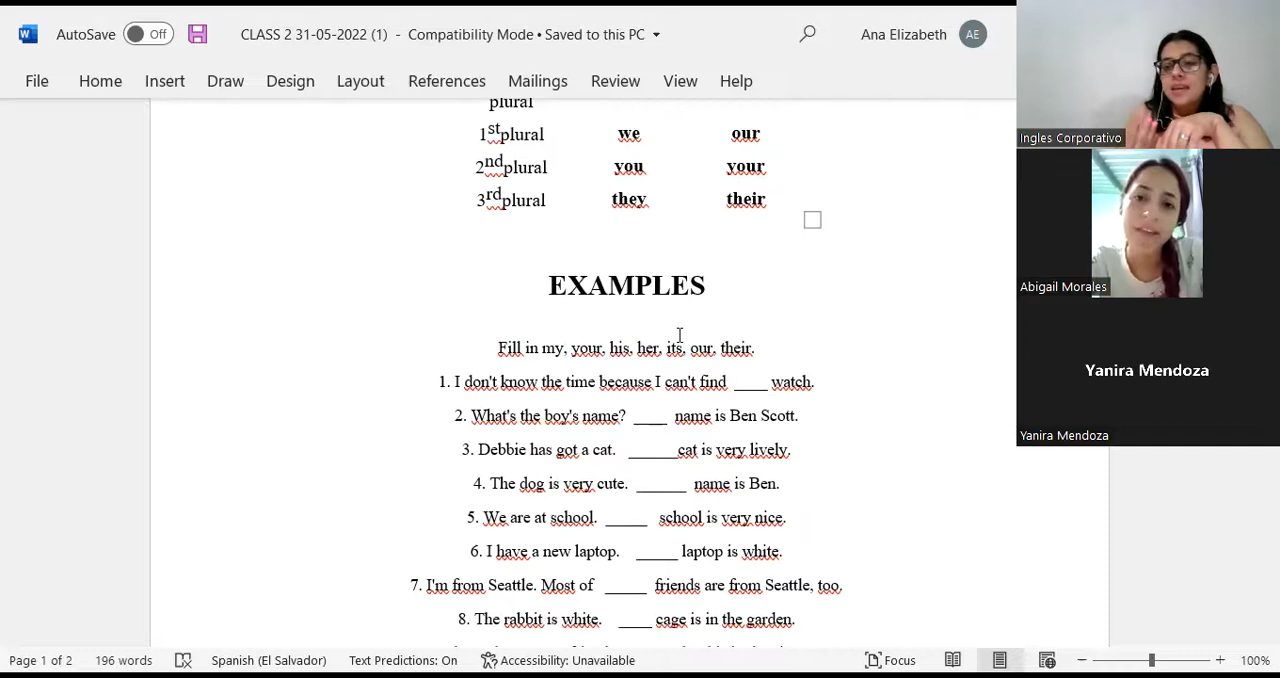 AutoSave Off CLASS 2 31-05-2022 (1) - Compatibility Mode • Saved to this PC Ana Elizabeth AE
File Home Insert Draw Design Layout References Mailings Review View Help
plural
1st plural we our
2nd plural you your
3rd plural they their
EXAMPLES
Fill in my, your, his, her, its, our, their.
1. I don't know the time because I can't find ____ watch.
2. What's the boy's name? ____ name is Ben Scott.
3. Debbie has got a cat. ______cat is very lively.
4. The dog is very cute. ______ name is Ben.
5. We are at school. _____ school is very nice.
6. I have a new laptop. _____ laptop is white.
7. I'm from Seattle. Most of _____ friends are from Seattle, too.
8. The rabbit is white. ____ cage is in the garden.
Page 1 of 2 196 words Spanish (El Salvador) Text Predictions: On Accessibility: Unavailable Focus 100%
Ingles Corporativo
Abigail Morales
Yanira Mendoza
Yanira Mendoza